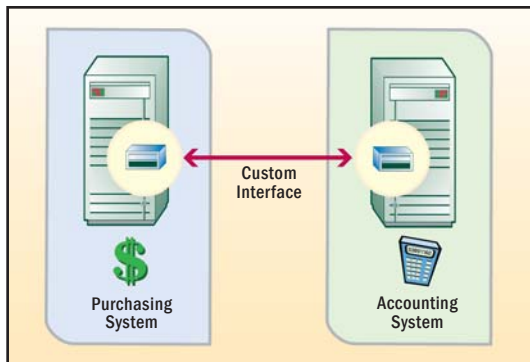 Custom
Interface
$
Purchasing
System
Accounting
System